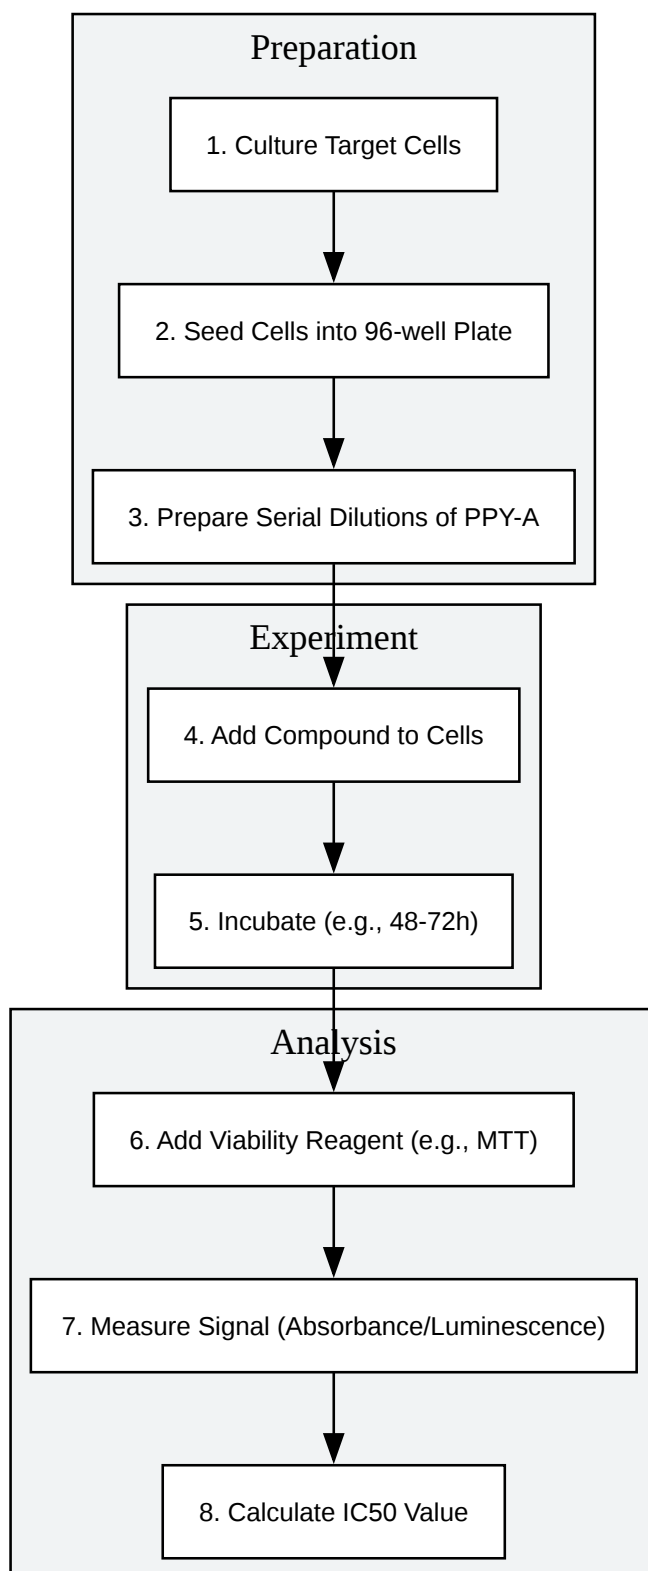 Preparation
1. Culture Target Cells
2. Seed Cells into 96-well Plate
3. Prepare Serial Dilutions of PPY-A
Experiment
4. Add Compound to Cells
5. Incubate (e.g., 48-72h)
Analysis
6. Add Viability Reagent (e.g., MTT)
7. Measure Signal (Absorbance/Luminescence)
8. Calculate IC50 Value